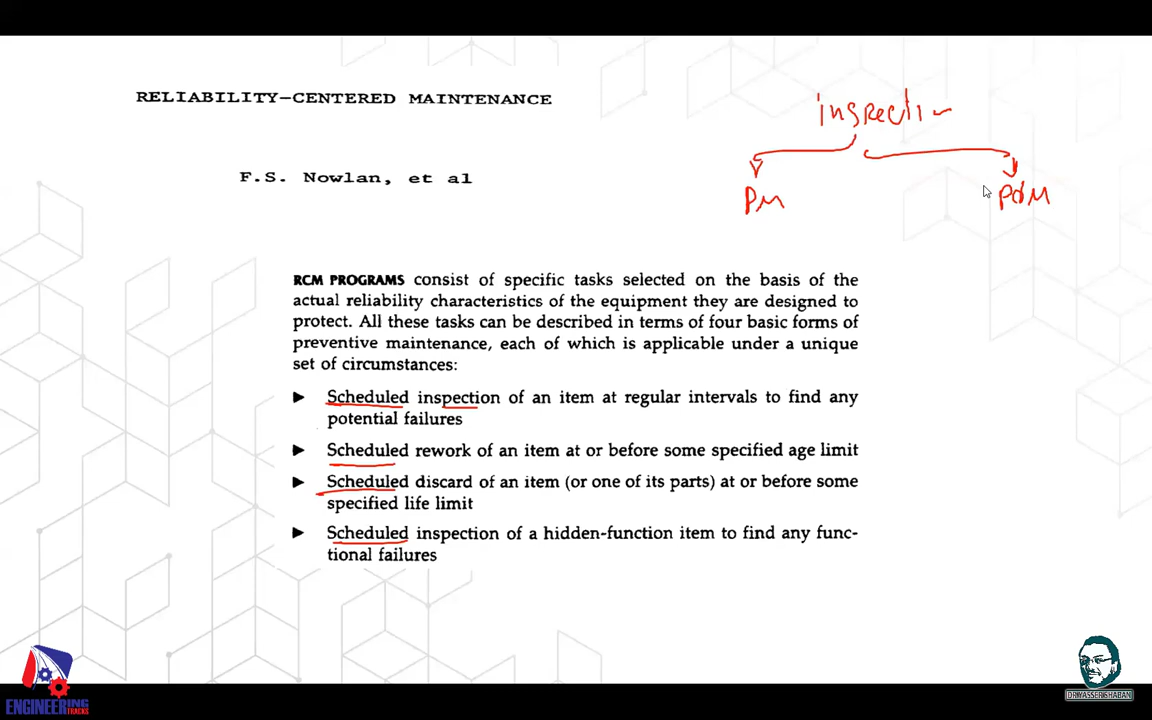 RELIABILITY-CENTERED MAINTENANCE
inspection
F.S. Nowlan, et al
PM
PdM
RCM PROGRAMS consist of specific tasks selected on the basis of the
actual reliability characteristics of the equipment they are designed to
protect. All these tasks can be described in terms of four basic forms of
preventive maintenance, each of which is applicable under a unique
set of circumstances:
► Scheduled inspection of an item at regular intervals to find any
potential failures
► Scheduled rework of an item at or before some specified age limit
► Scheduled discard of an item (or one of its parts) at or before some
specified life limit
► Scheduled inspection of a hidden-function item to find any func-
tional failures
ENGINEERING
TRACKS
DR.YASSER SHABAN